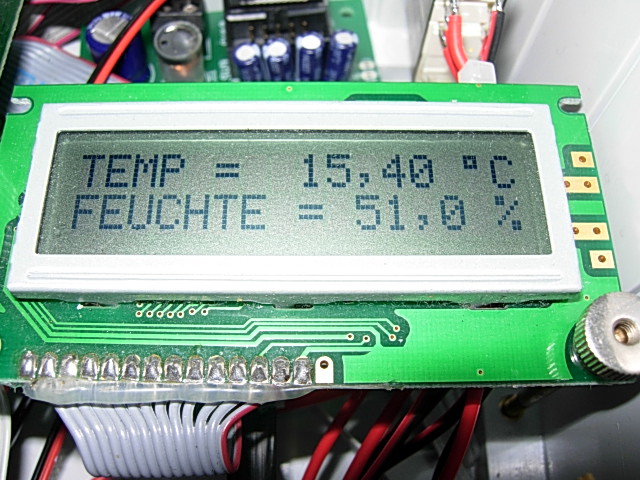 TEMP = 15,40 °C
FEUCHTE = 51,0 %